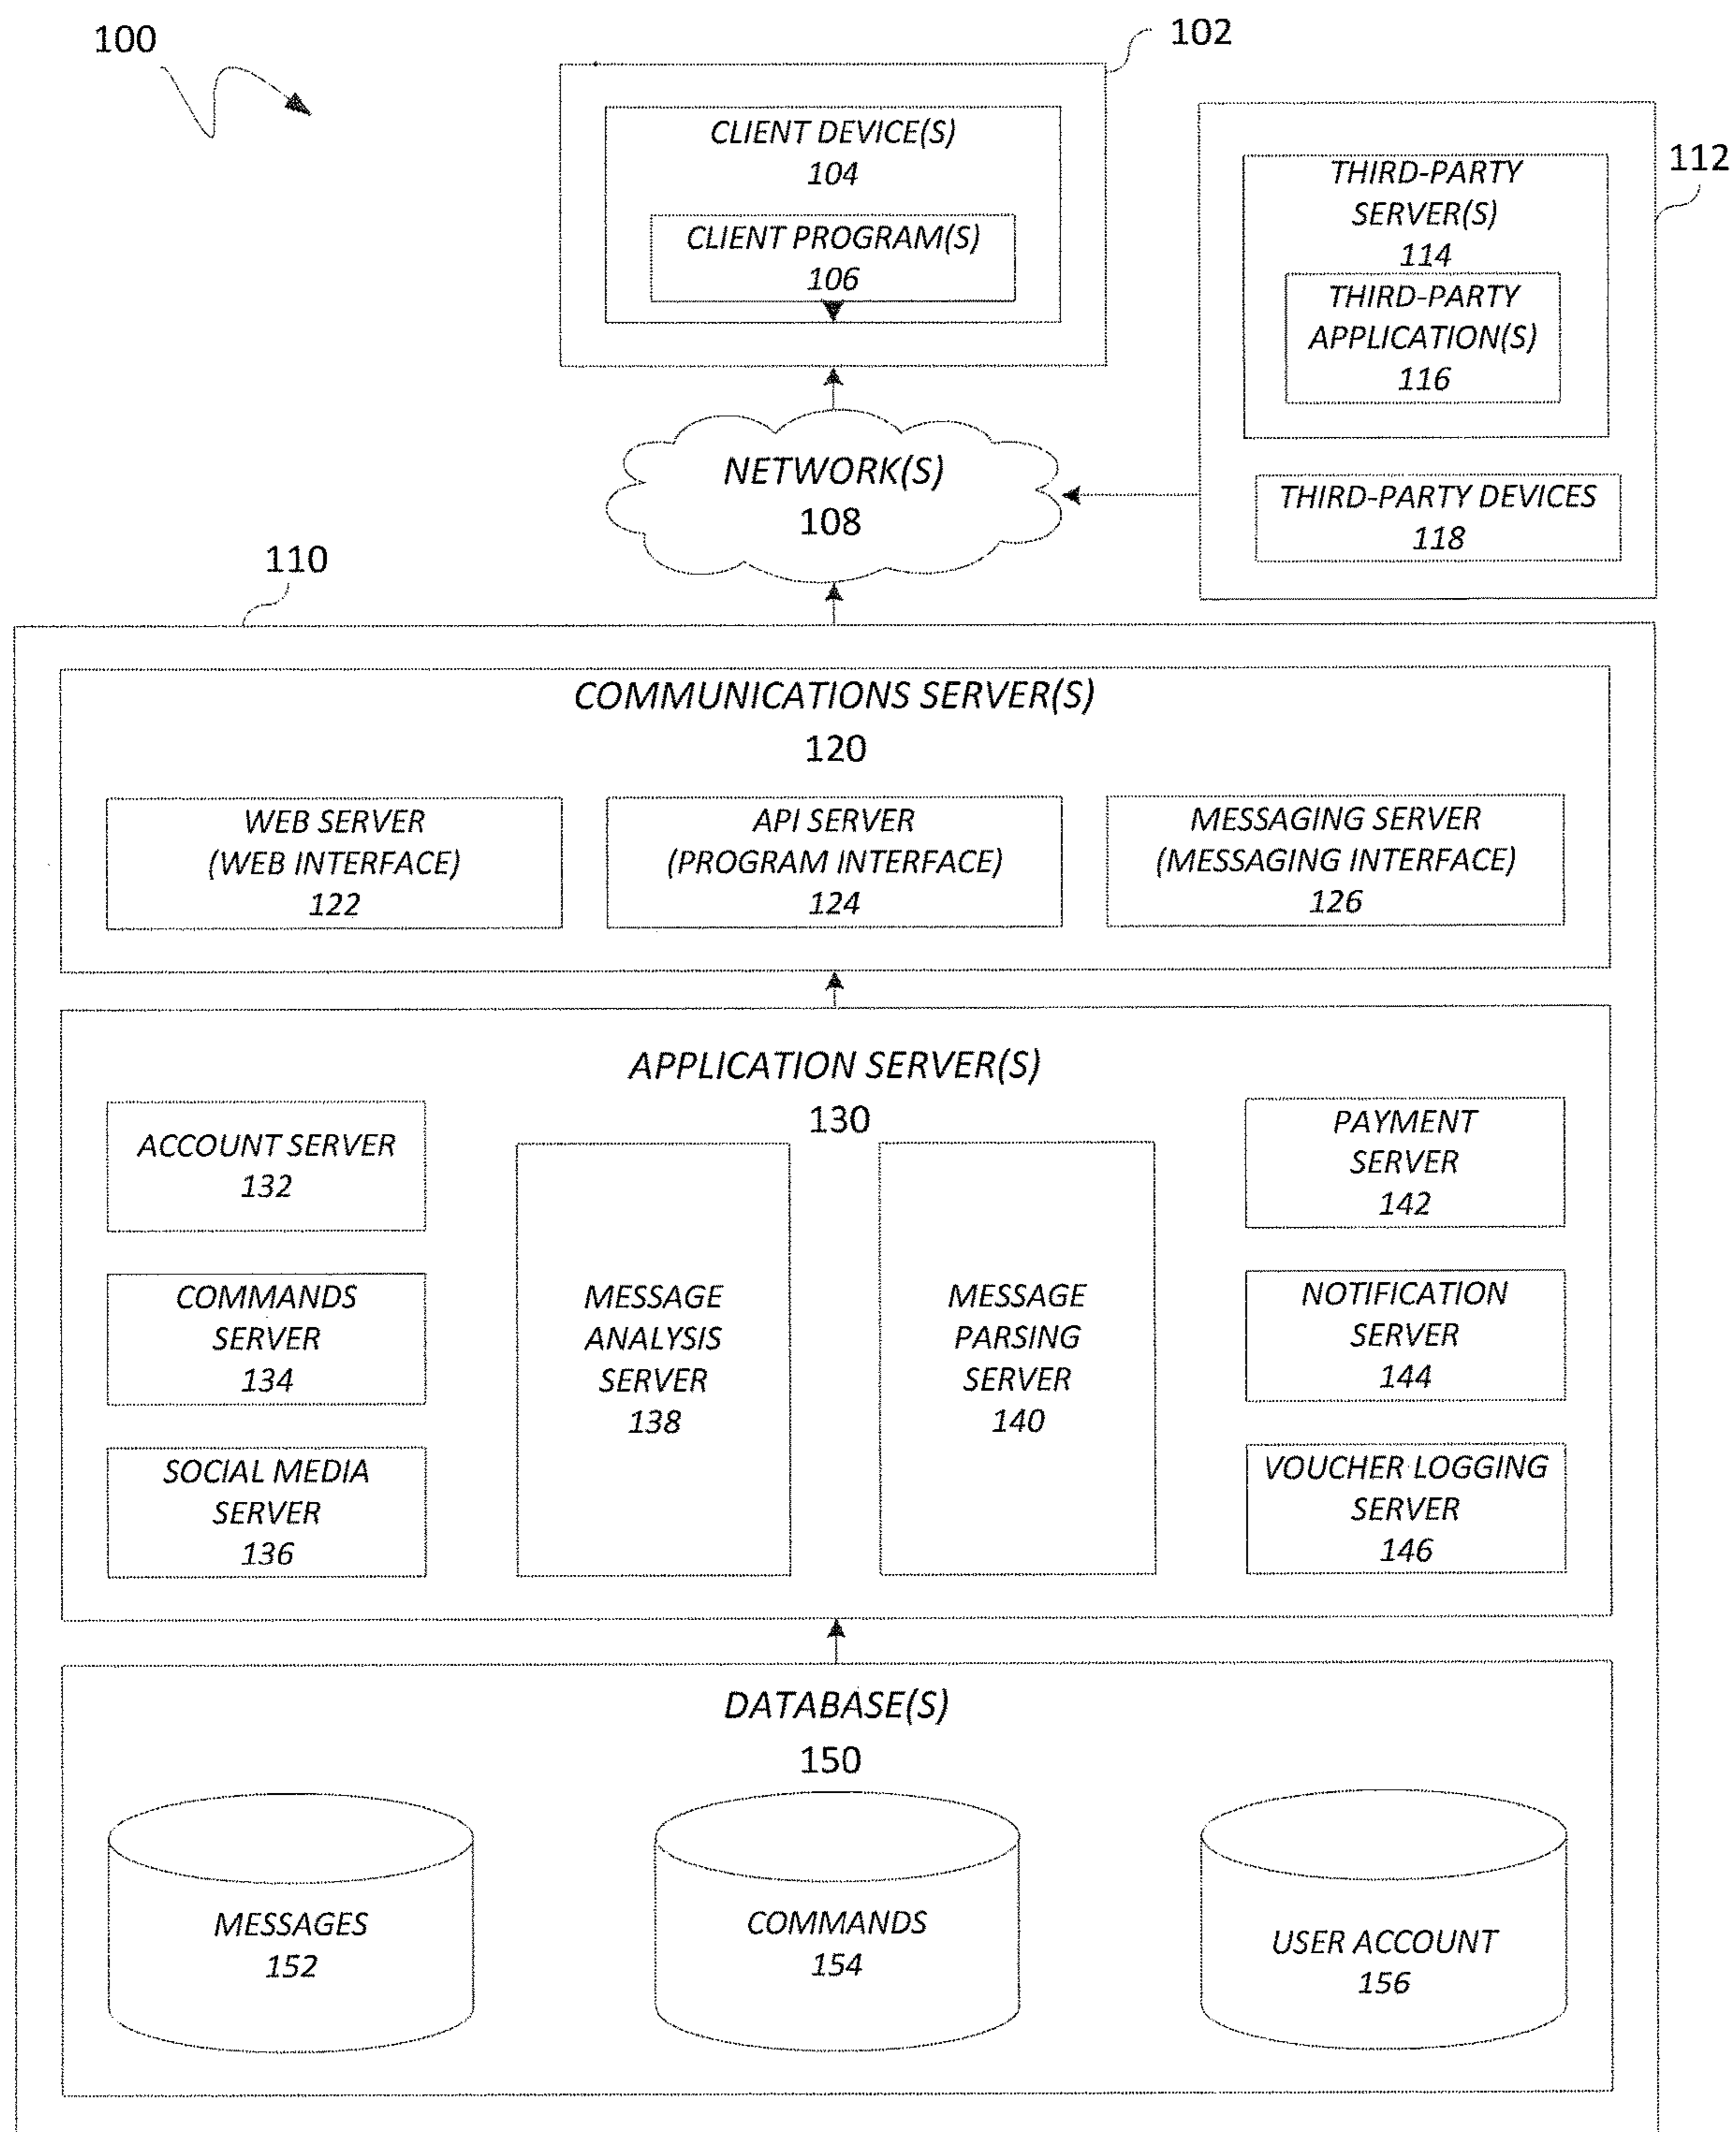 100
102
CLIENT DEVICE(S)
104
CLIENT PROGRAM(S)
106
112
THIRD-PARTY
SERVER(S)
114
THIRD-PARTY
APPLICATION(S)
116
THIRD-PARTY DEVICES
118
NETWORK(S)
108
110
COMMUNICATIONS SERVER(S)
120
WEB SERVER
(WEB INTERFACE)
122
API SERVER
(PROGRAM INTERFACE)
124
MESSAGING SERVER
(MESSAGING INTERFACE)
126
APPLICATION SERVER(S)
130
ACCOUNT SERVER
132
COMMANDS
SERVER
134
SOCIAL MEDIA
SERVER
136
MESSAGE
ANALYSIS
SERVER
138
MESSAGE
PARSING
SERVER
140
PAYMENT
SERVER
142
NOTIFICATION
SERVER
144
VOUCHER LOGGING
SERVER
146
DATABASE(S)
150
MESSAGES
152
COMMANDS
154
USER ACCOUNT
156